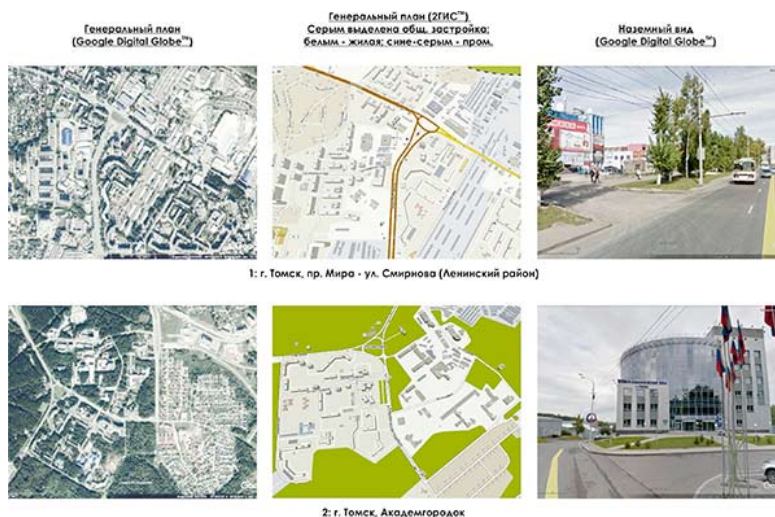 Генеральный план
(Google Digital Globe™)
Генеральный план (2ГИС™)
Серым выделена общ. застройка;
белым - жилая; сине-серым - пром.
Наземный вид
(Google Digital Globe™)
1: г. Томск, пр. Мира - ул. Смирнова (Ленинский район)
2: г. Томск, Академгородок